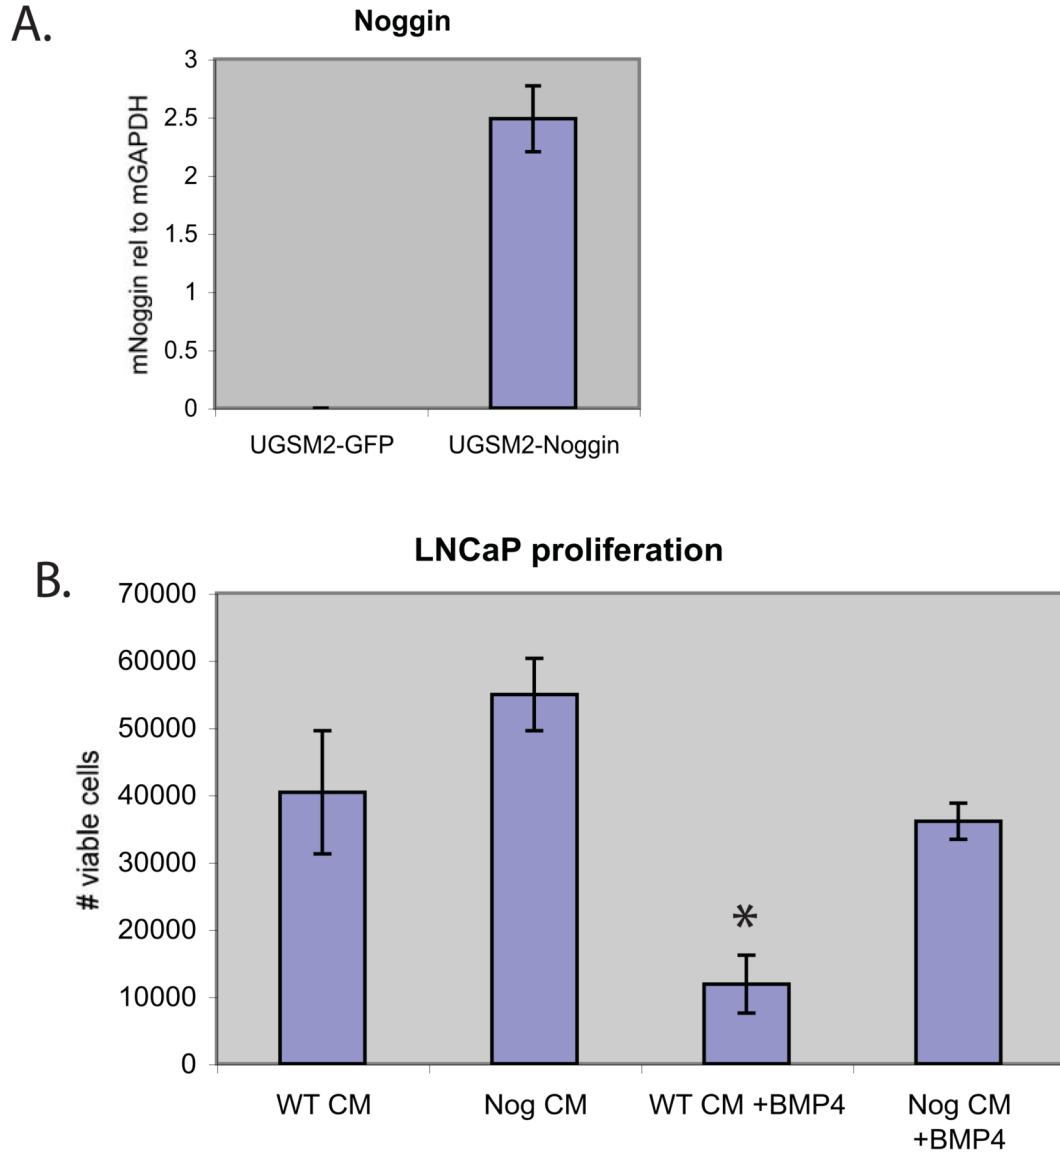 A.
Noggin
mNoggin rel to mGAPDH
3
2.5
2
1.5
1
0.5
0
UGSM2-GFP
UGSM2-Noggin
B.
LNCaP proliferation
# viable cells
70000
60000
50000
40000
30000
20000
10000
0
*
WT CM
Nog CM
WT CM +BMP4
Nog CM
+BMP4